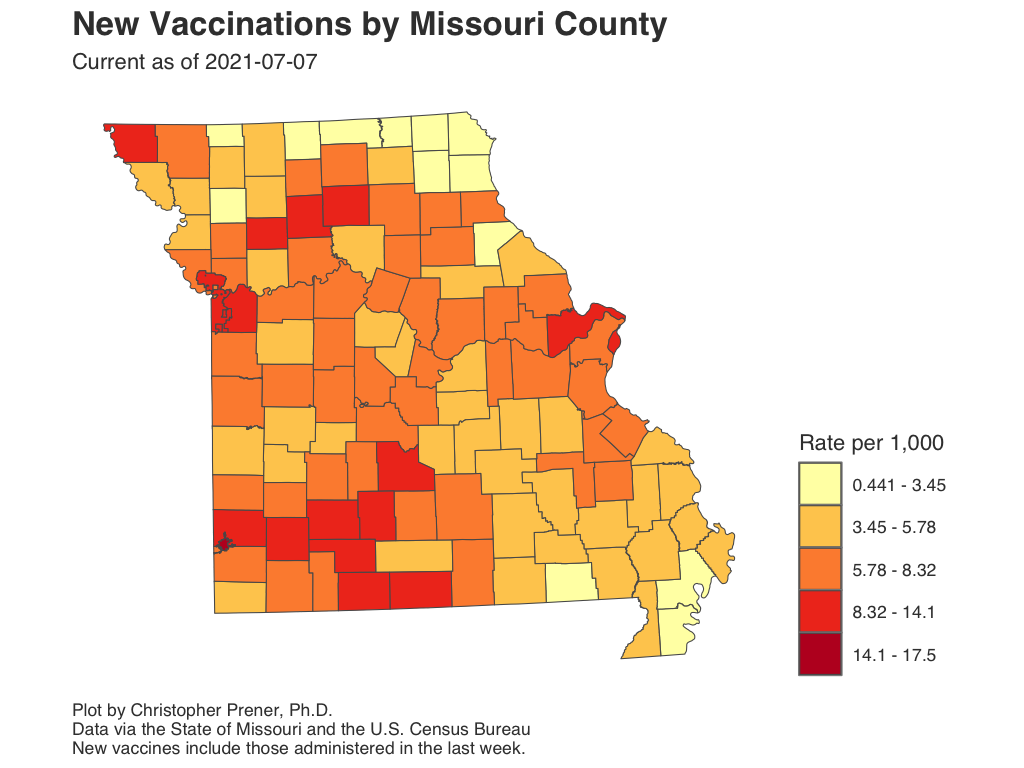 New Vaccinations by Missouri County
Current as of 2021-07-07
Rate per 1,000
0.441 - 3.45
3.45 - 5.78
5.78 - 8.32
8.32 - 14.1
14.1 - 17.5
Plot by Christopher Prener, Ph.D.
Data via the State of Missouri and the U.S. Census Bureau
New vaccines include those administered in the last week.